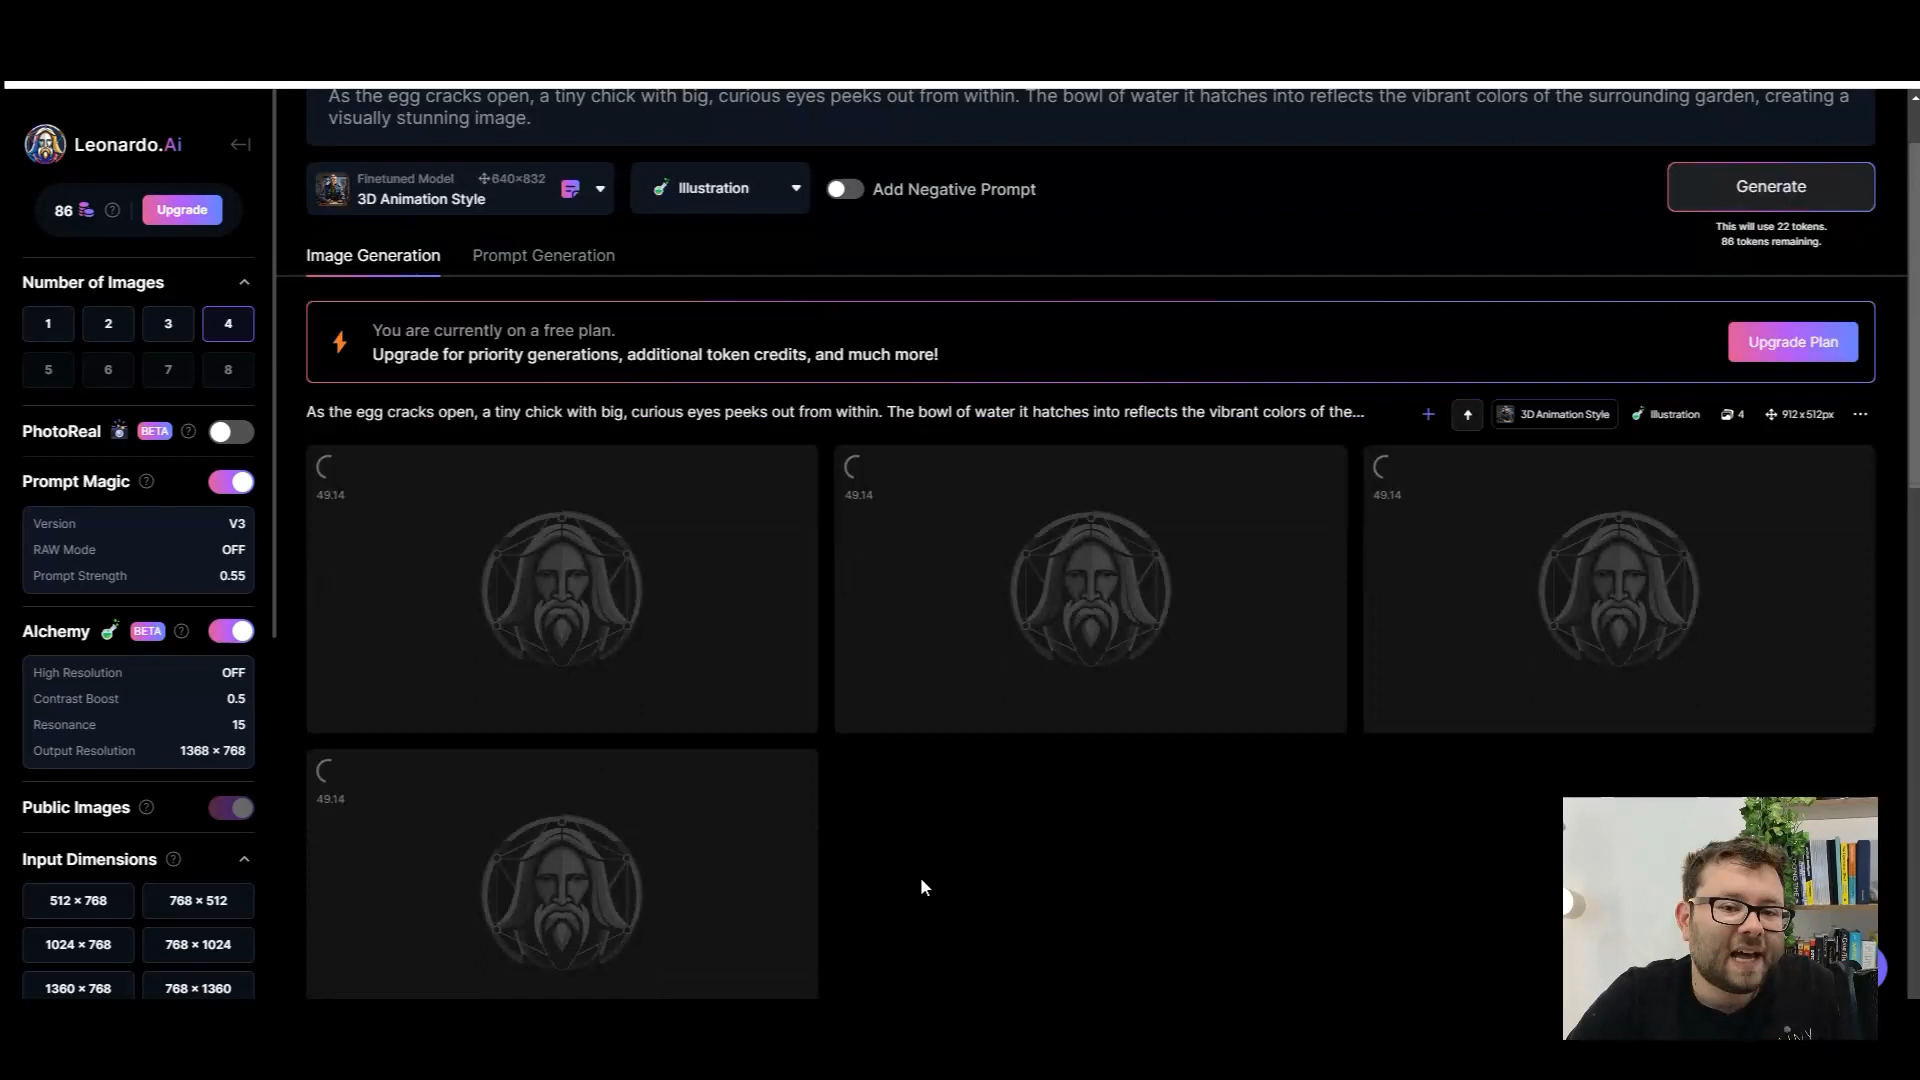 As the egg cracks open, a tiny chick with big, curious eyes peeks out from within. The bowl of water it hatches into reflects the vibrant colors of the surrounding garden, creating a
visually stunning image.
Leonardo.Ai
86
Upgrade
Finetuned Model
640×832
3D Animation Style
Illustration
Add Negative Prompt
Generate
This will use 22 tokens.
86 tokens remaining.
Image Generation
Prompt Generation
Number of Images
1 2 3 4
5 6 7 8
You are currently on a free plan.
Upgrade for priority generations, additional token credits, and much more!
Upgrade Plan
As the egg cracks open, a tiny chick with big, curious eyes peeks out from within. The bowl of water it hatches into reflects the vibrant colors of the...
3D Animation Style
Illustration
4
912x512px
PhotoReal BETA
Prompt Magic
Version V3
RAW Mode OFF
Prompt Strength 0.55
Alchemy BETA
High Resolution OFF
Contrast Boost 0.5
Resonance 15
Output Resolution 1368 × 768
Public Images
Input Dimensions
512 × 768
768 × 512
1024 × 768
768 × 1024
1360 × 768
768 × 1360
49.14
49.14
49.14
49.14